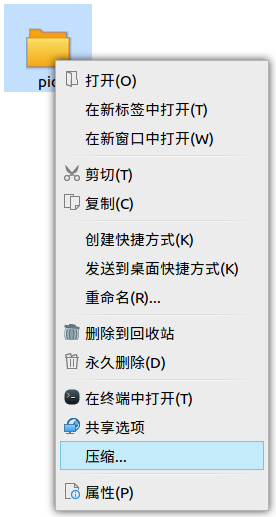 pic
打开(O)
在新标签中打开(T)
在新窗口中打开(W)
剪切(T)
复制(C)
创建快捷方式(K)
发送到桌面快捷方式(K)
重命名(R)...
删除到回收站
永久删除(D)
在终端中打开(T)
共享选项
压缩...
属性(P)